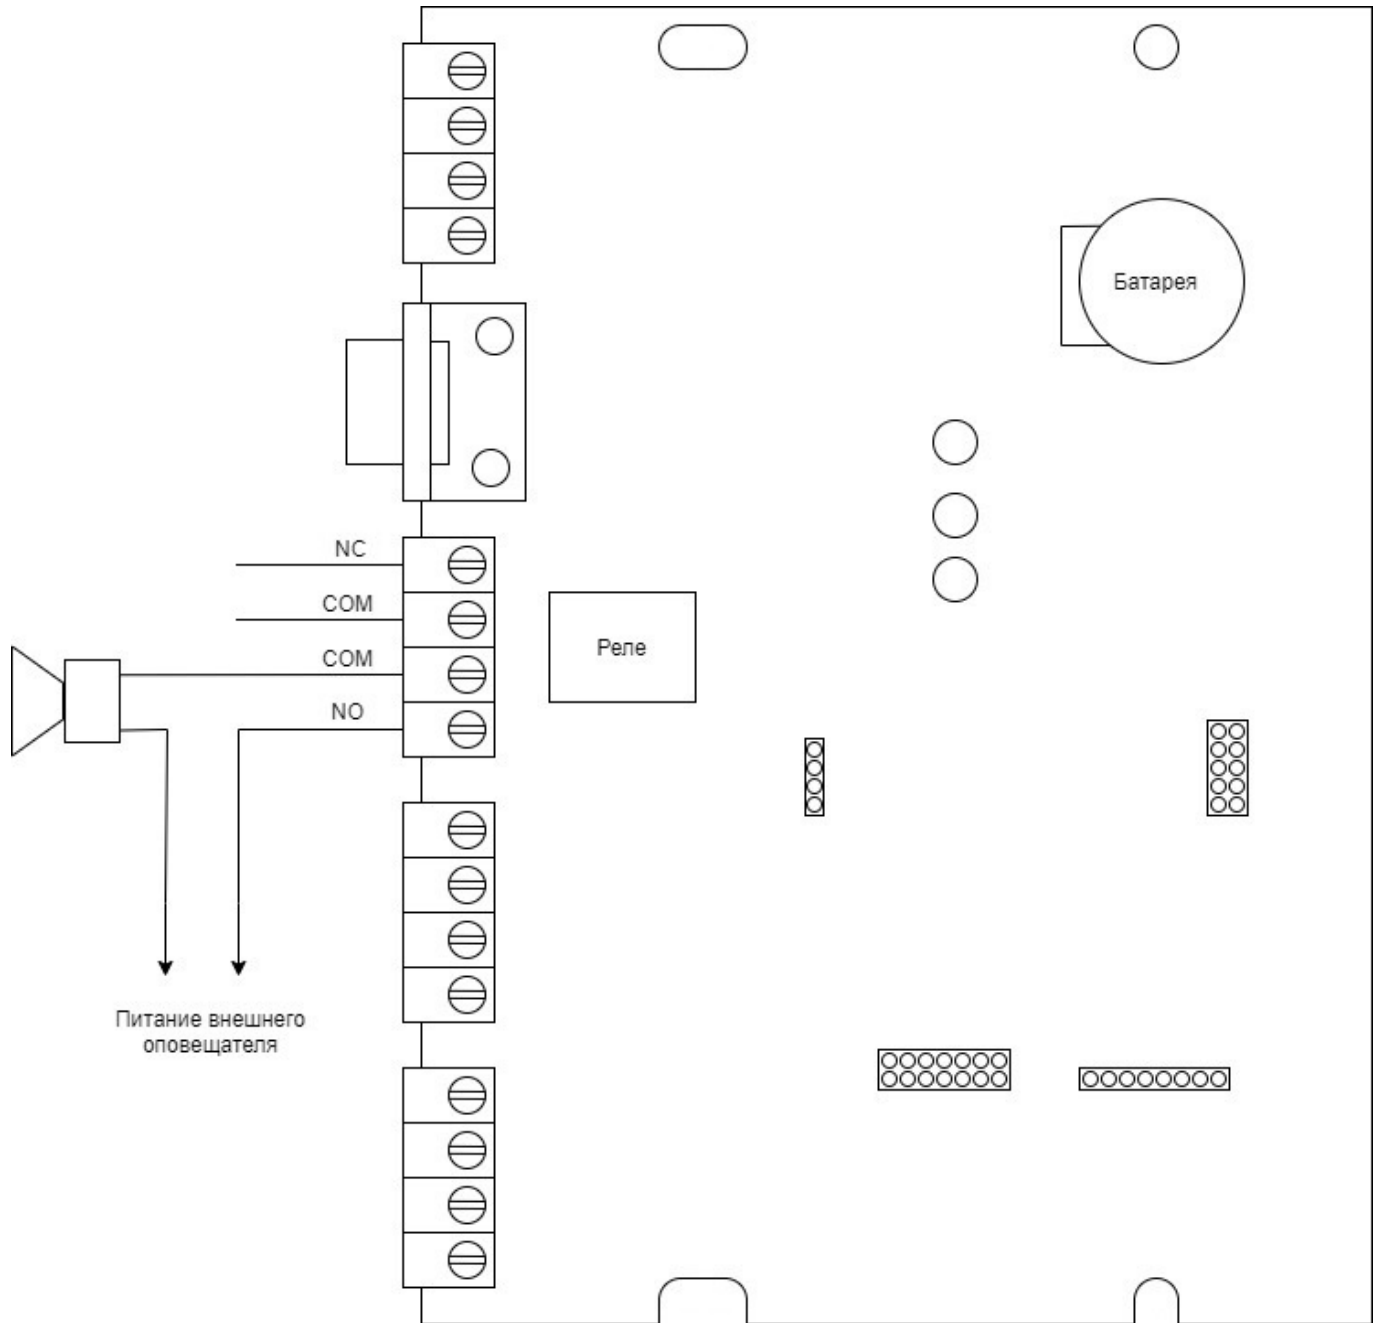 Батарея
NC
COM
Реле
COM
NO
Питание внешнего
оповещателя